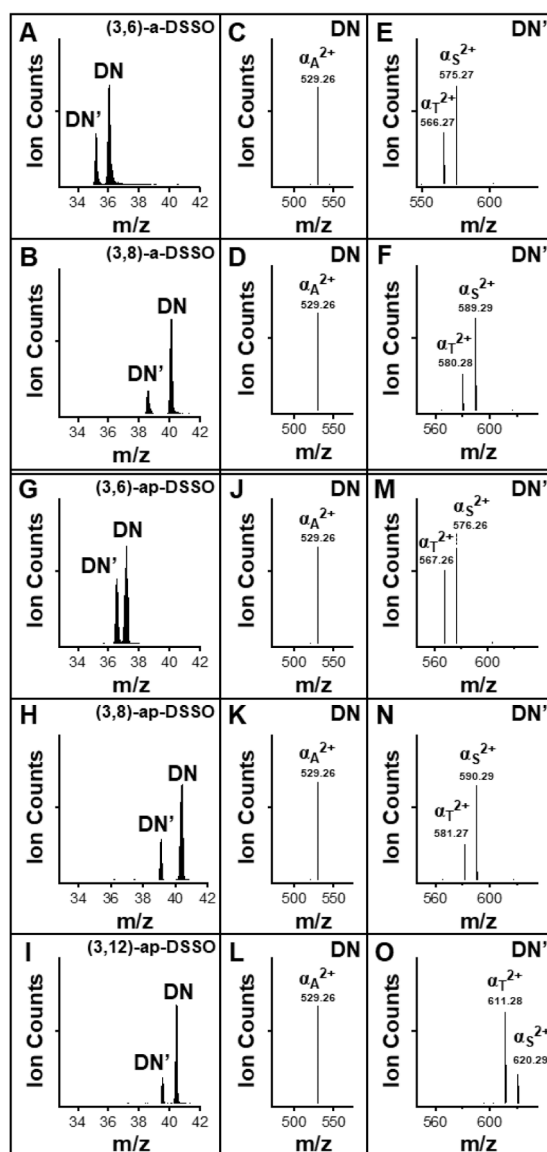 A (3,6)-a-DSSO
Ion Counts
DN
DN'
34 36 38 40 42
m/z
C DN
Ion Counts
αA2+
529.26
500 550
m/z
E DN'
Ion Counts
αS2+
575.27
αT2+
566.27
550 600
m/z
B (3,8)-a-DSSO
Ion Counts
DN
DN'
34 36 38 40 42
m/z
D DN
Ion Counts
αA2+
529.26
500 550
m/z
F DN'
Ion Counts
αS2+
589.29
αT2+
580.28
560 600
m/z
G (3,6)-ap-DSSO
Ion Counts
DN
DN'
34 36 38 40 42
m/z
J DN
Ion Counts
αA2+
529.26
500 550
m/z
M DN'
Ion Counts
αS2+
576.26
αT2+
567.26
560 600
m/z
H (3,8)-ap-DSSO
Ion Counts
DN
DN'
34 36 38 40 42
m/z
K DN
Ion Counts
αA2+
529.26
500 550
m/z
N DN'
Ion Counts
αS2+
590.29
αT2+
581.27
560 600
m/z
I (3,12)-ap-DSSO
Ion Counts
DN
DN'
34 36 38 40 42
m/z
L DN
Ion Counts
αA2+
529.26
500 550
m/z
O DN'
Ion Counts
αT2+
611.28
αS2+
620.29
600
m/z